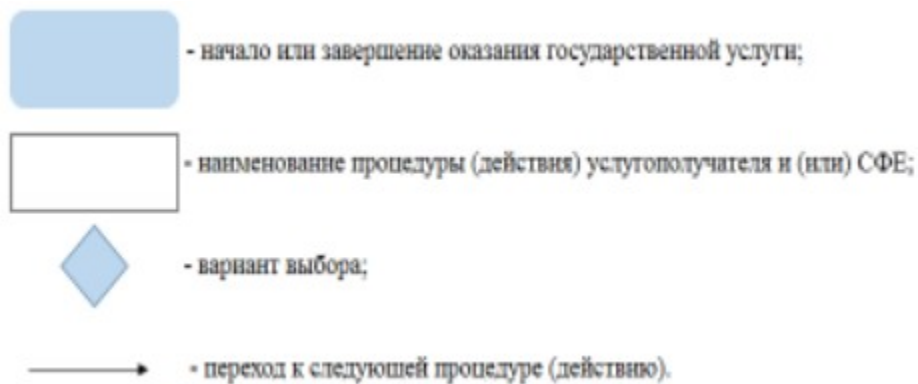 - начало или завершение оказания государственной услуги;
- наименование процедуры (действия) услугополучателя и (или) СФЕ;
- вариант выбора;
- переход к следующей процедуре (действию).